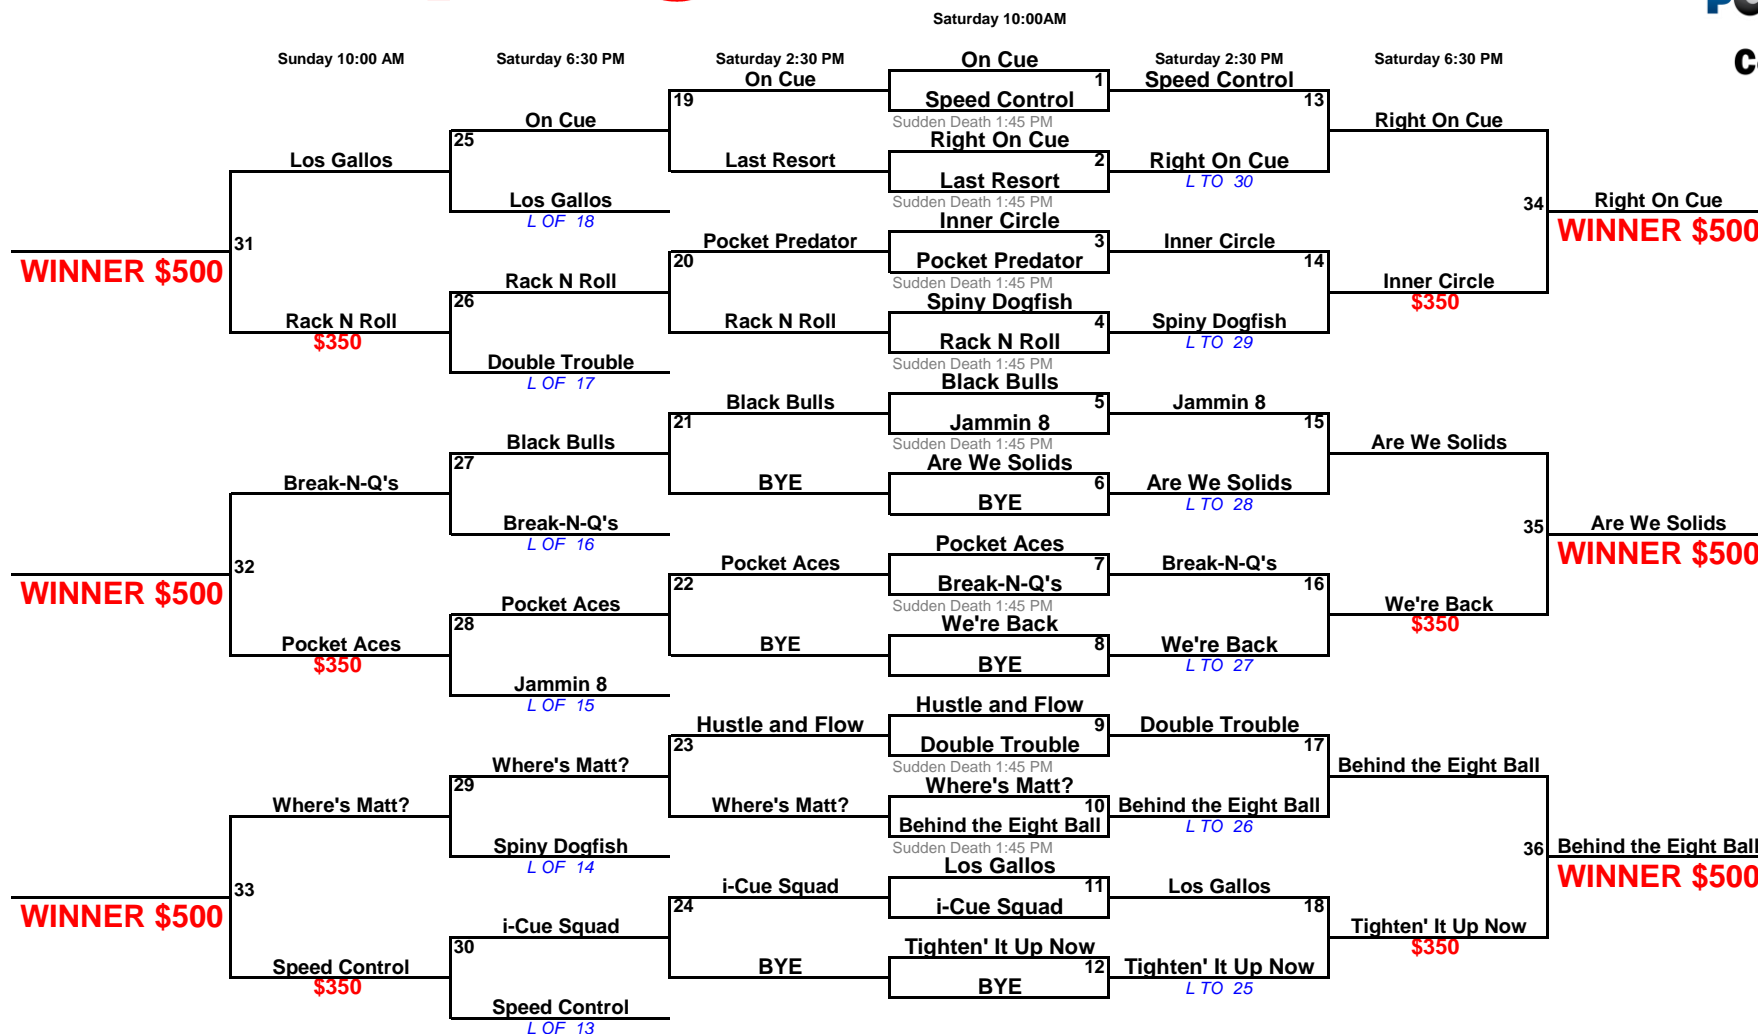 Saturday 10:00AM
Sunday 10:00 AM
Saturday 6:30 PM
Saturday 2:30 PM
On Cue
Saturday 2:30 PM
Saturday 6:30 PM
On Cue
1
Speed Control
19
Speed Control
13
On Cue
Sudden Death 1:45 PM
Right On Cue
25
Right On Cue
Los Gallos
Last Resort
2
Right On Cue
Last Resort
L TO 30
Los Gallos
Sudden Death 1:45 PM
34
Right On Cue
L OF 18
Inner Circle
WINNER $500
31
Pocket Predator
3
Inner Circle
20
Pocket Predator
14
WINNER $500
Rack N Roll
Sudden Death 1:45 PM
Inner Circle
26
Spiny Dogfish
$350
Rack N Roll
Rack N Roll
4
Spiny Dogfish
$350
Rack N Roll
L TO 29
Double Trouble
Sudden Death 1:45 PM
L OF 17
Black Bulls
Black Bulls
5
Jammin 8
21
Jammin 8
15
Black Bulls
Sudden Death 1:45 PM
Are We Solids
27
Are We Solids
Break-N-Q's
BYE
6
Are We Solids
BYE
L TO 28
Break-N-Q's
35
Are We Solids
L OF 16
Pocket Aces
WINNER $500
32
Pocket Aces
7
Break-N-Q's
22
Break-N-Q's
16
WINNER $500
Pocket Aces
Sudden Death 1:45 PM
We're Back
28
We're Back
$350
Pocket Aces
BYE
8
We're Back
$350
BYE
L TO 27
Jammin 8
L OF 15
Hustle and Flow
Hustle and Flow
9
Double Trouble
23
Double Trouble
17
Where's Matt?
Sudden Death 1:45 PM
Behind the Eight Ball
29
Where's Matt?
Where's Matt?
Where's Matt?
10
Behind the Eight Ball
Behind the Eight Ball
L TO 26
Spiny Dogfish
Sudden Death 1:45 PM
36
Behind the Eight Ball
L OF 14
Los Gallos
WINNER $500
33
i-Cue Squad
11
Los Gallos
24
i-Cue Squad
18
WINNER $500
i-Cue Squad
Tighten' It Up Now
30
Tighten' It Up Now
$350
Speed Control
BYE
12
Tighten' It Up Now
$350
BYE
L TO 25
Speed Control
L OF 13